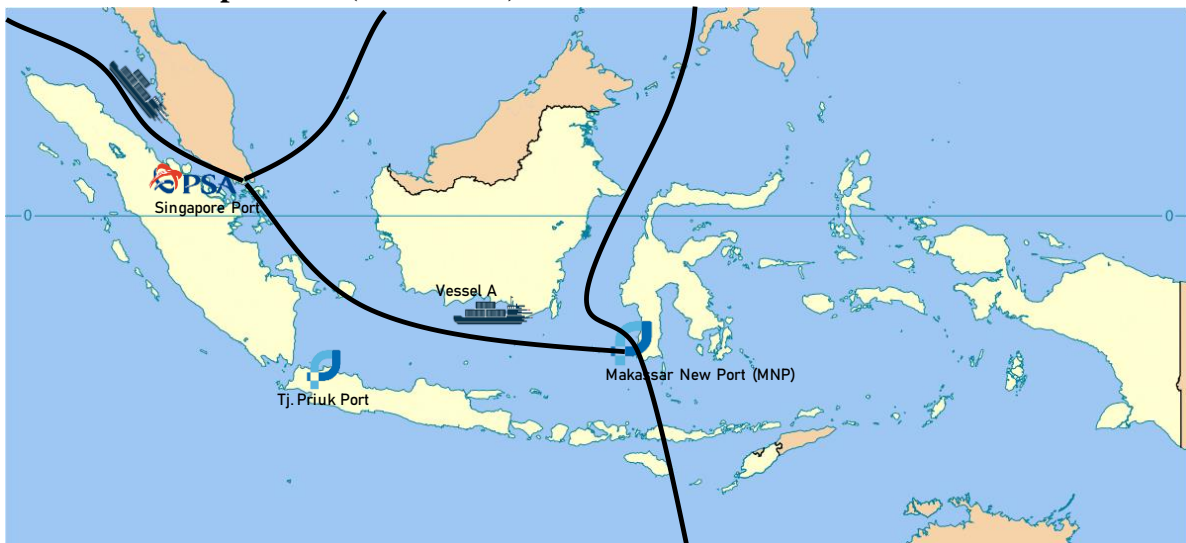 PSA
Singapore Port
0
0
Vessel A
Makassar New Port (MNP)
Tj. Priuk Port